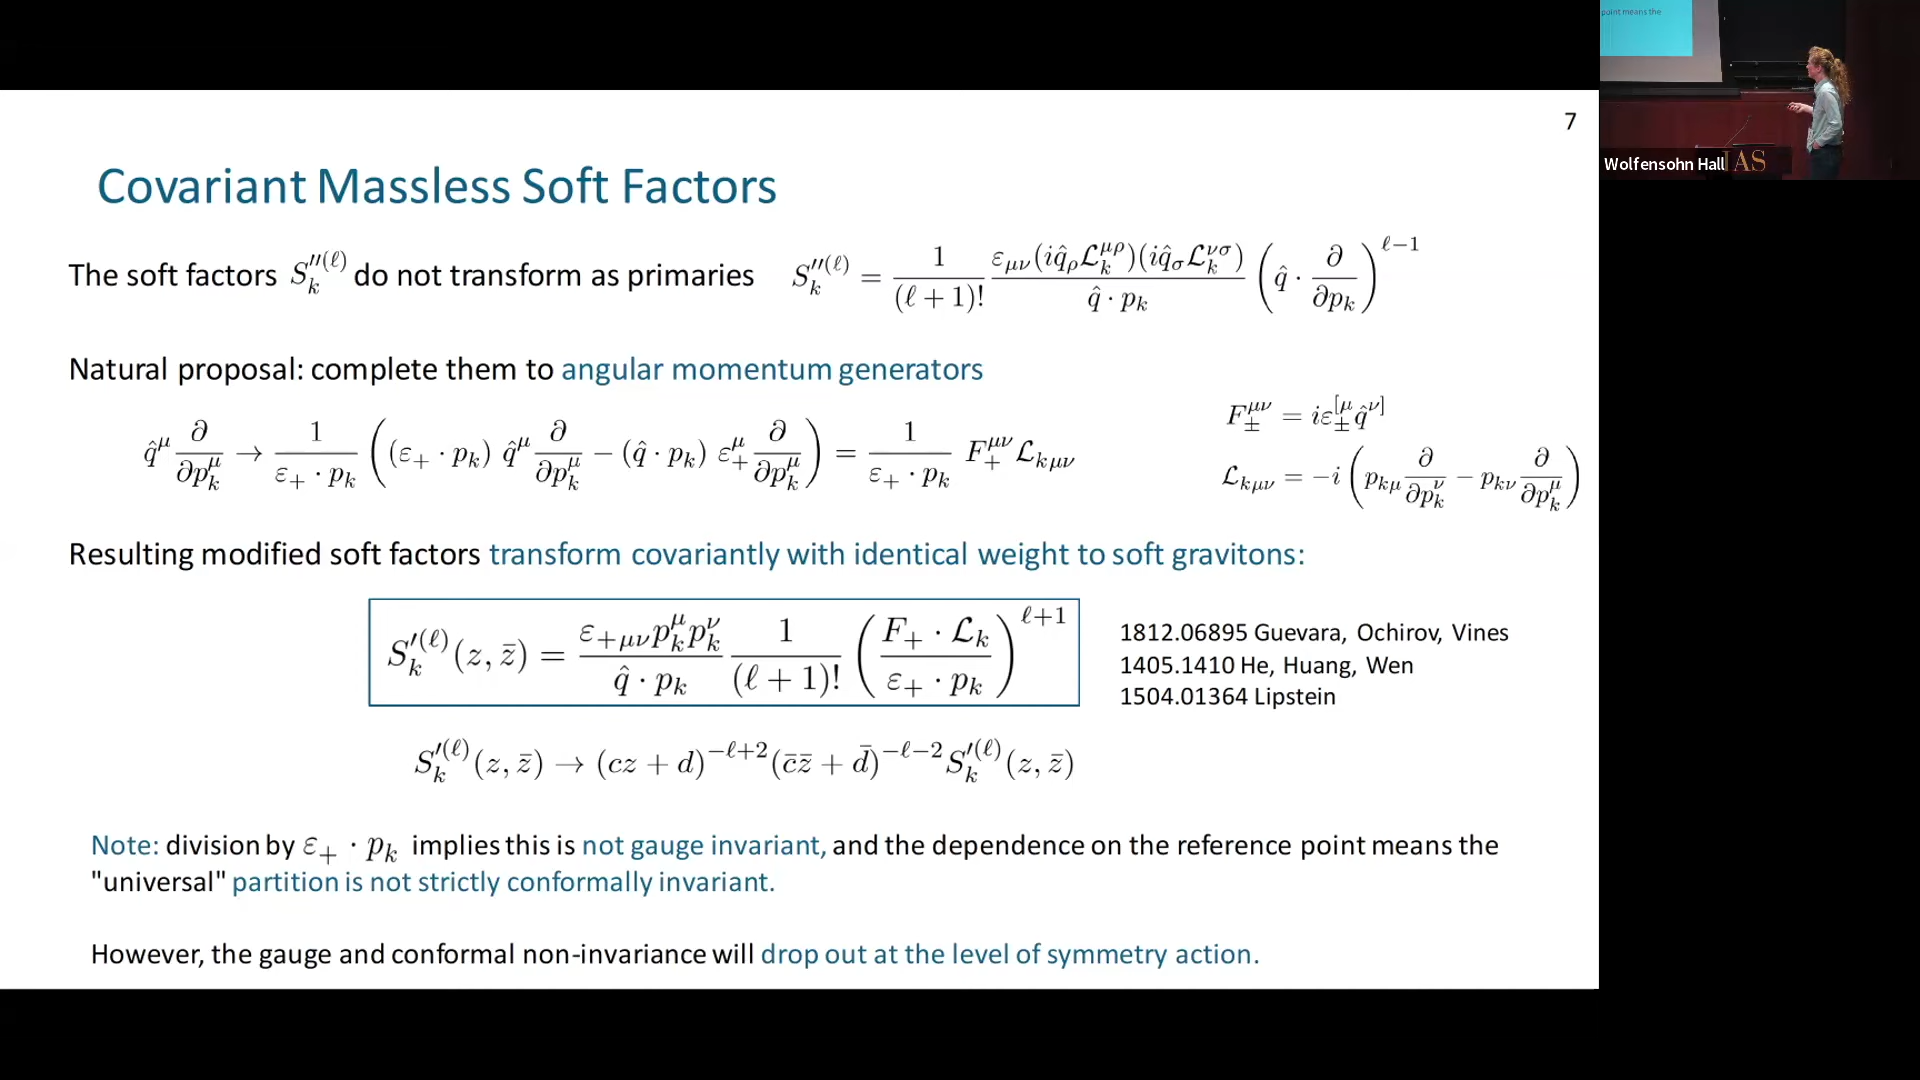 7
Covariant Massless Soft Factors
The soft factors $S_k''^{(\ell)}$ do not transform as primaries $S_k''^{(\ell)} = \frac{1}{(\ell+1)!} \frac{\varepsilon_{\mu\nu}(i\hat{q}_\rho \mathcal{L}_k^{\mu\rho})(i\hat{q}_\sigma \mathcal{L}_k^{\nu\sigma})}{\hat{q} \cdot p_k} \left(\hat{q} \cdot \frac{\partial}{\partial p_k}\right)^{\ell-1}$
Natural proposal: complete them to angular momentum generators
$F_\pm^{\mu\nu} = i\varepsilon_\pm^{[\mu} \hat{q}^{\nu]}$
$\hat{q}^\mu \frac{\partial}{\partial p_k^\mu} \to \frac{1}{\varepsilon_+ \cdot p_k} \left( (\varepsilon_+ \cdot p_k) \, \hat{q}^\mu \frac{\partial}{\partial p_k^\mu} - (\hat{q} \cdot p_k) \, \varepsilon_+^\mu \frac{\partial}{\partial p_k^\mu} \right) = \frac{1}{\varepsilon_+ \cdot p_k} F_+^{\mu\nu} \mathcal{L}_{k\mu\nu}$
$\mathcal{L}_{k\mu\nu} = -i \left( p_{k\mu} \frac{\partial}{\partial p_k^\nu} - p_{k\nu} \frac{\partial}{\partial p_k^\mu} \right)$
Resulting modified soft factors transform covariantly with identical weight to soft gravitons:
$S_k'^{(\ell)}(z, \bar{z}) = \frac{\varepsilon_{+\mu\nu} p_k^\mu p_k^\nu}{\hat{q} \cdot p_k} \frac{1}{(\ell+1)!} \left( \frac{F_+ \cdot \mathcal{L}_k}{\varepsilon_+ \cdot p_k} \right)^{\ell+1}$
1812.06895 Guevara, Ochirov, Vines
1405.1410 He, Huang, Wen
1504.01364 Lipstein
$S_k'^{(\ell)}(z, \bar{z}) \to (cz + d)^{-\ell+2} (\bar{c}\bar{z} + \bar{d})^{-\ell-2} S_k'^{(\ell)}(z, \bar{z})$
Note: division by $\varepsilon_+ \cdot p_k$ implies this is not gauge invariant, and the dependence on the reference point means the
"universal" partition is not strictly conformally invariant.
However, the gauge and conformal non-invariance will drop out at the level of symmetry action.
point means the
Wolfensohn Hall
IAS